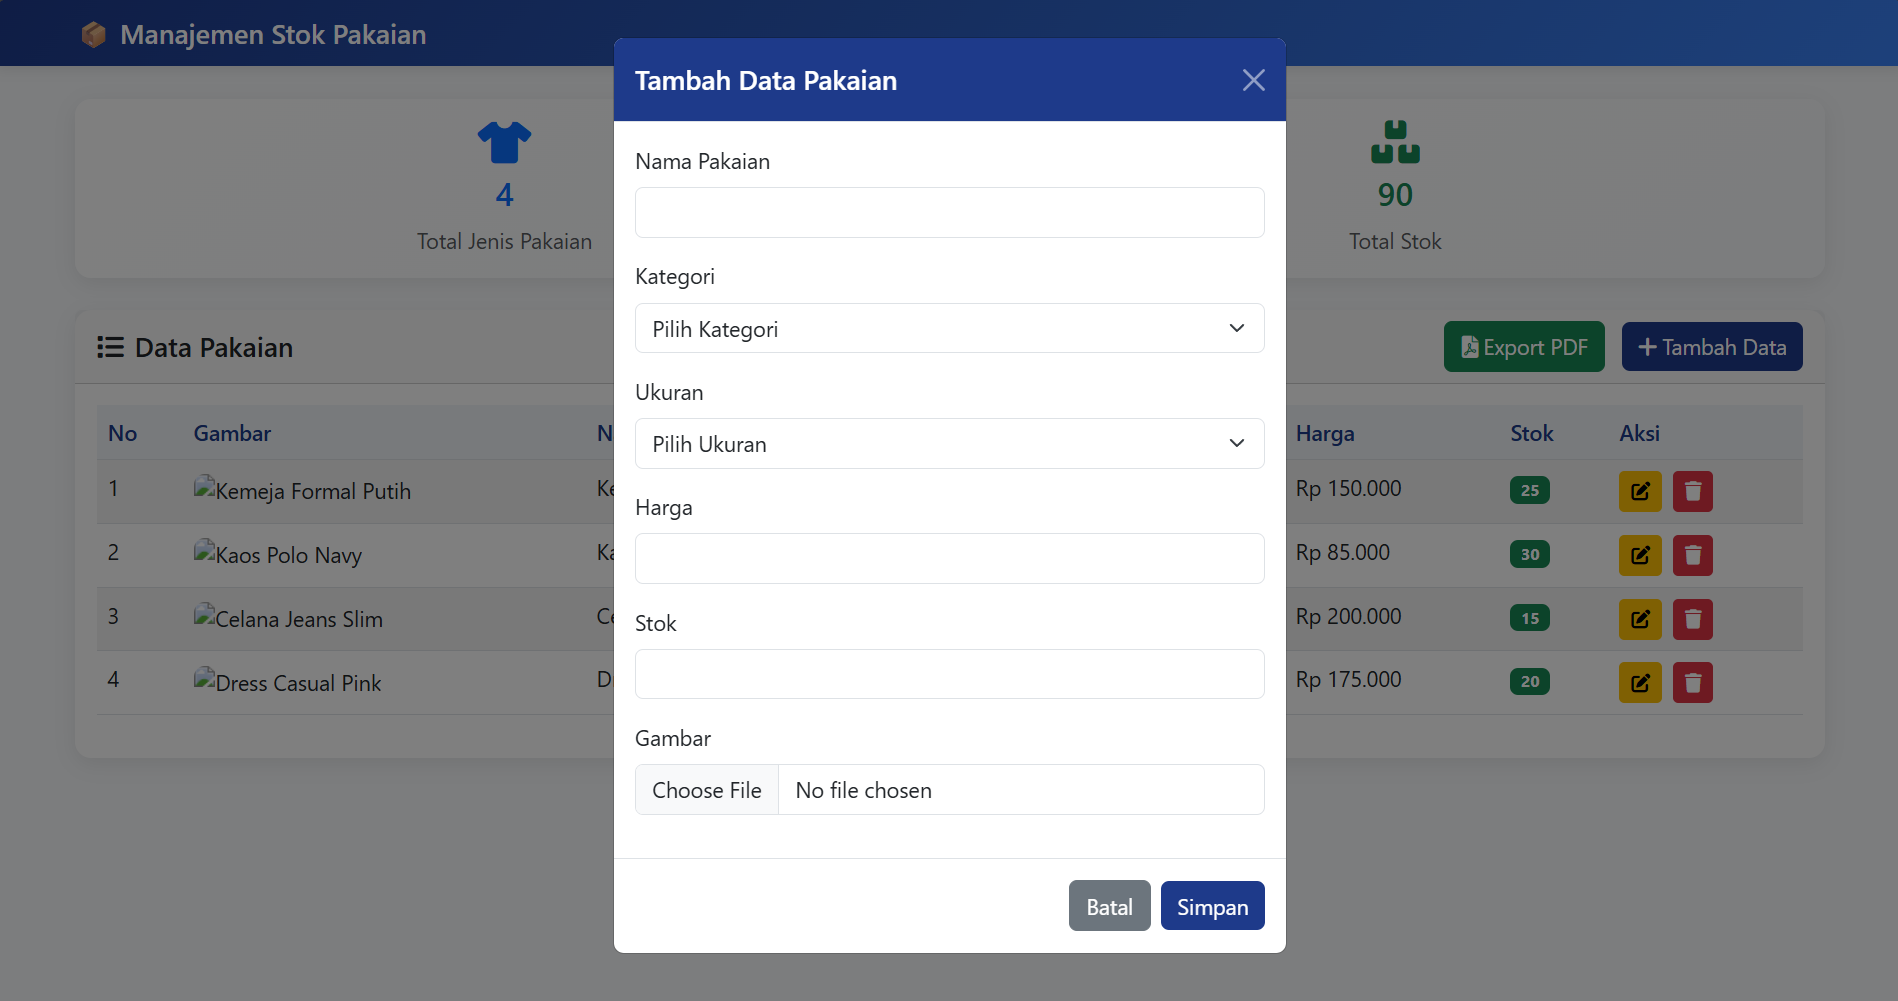 Manajemen Stok Pakaian
Tambah Data Pakaian
4
Total Jenis Pakaian
90
Total Stok
Data Pakaian
Export PDF
Tambah Data
No Gambar Harga Stok Aksi
1 Kemeja Formal Putih Rp 150.000 25
2 Kaos Polo Navy Rp 85.000 30
3 Celana Jeans Slim Rp 200.000 15
4 Dress Casual Pink Rp 175.000 20
Nama Pakaian
Kategori
Pilih Kategori
Ukuran
Pilih Ukuran
Harga
Stok
Gambar
Choose File No file chosen
Batal Simpan